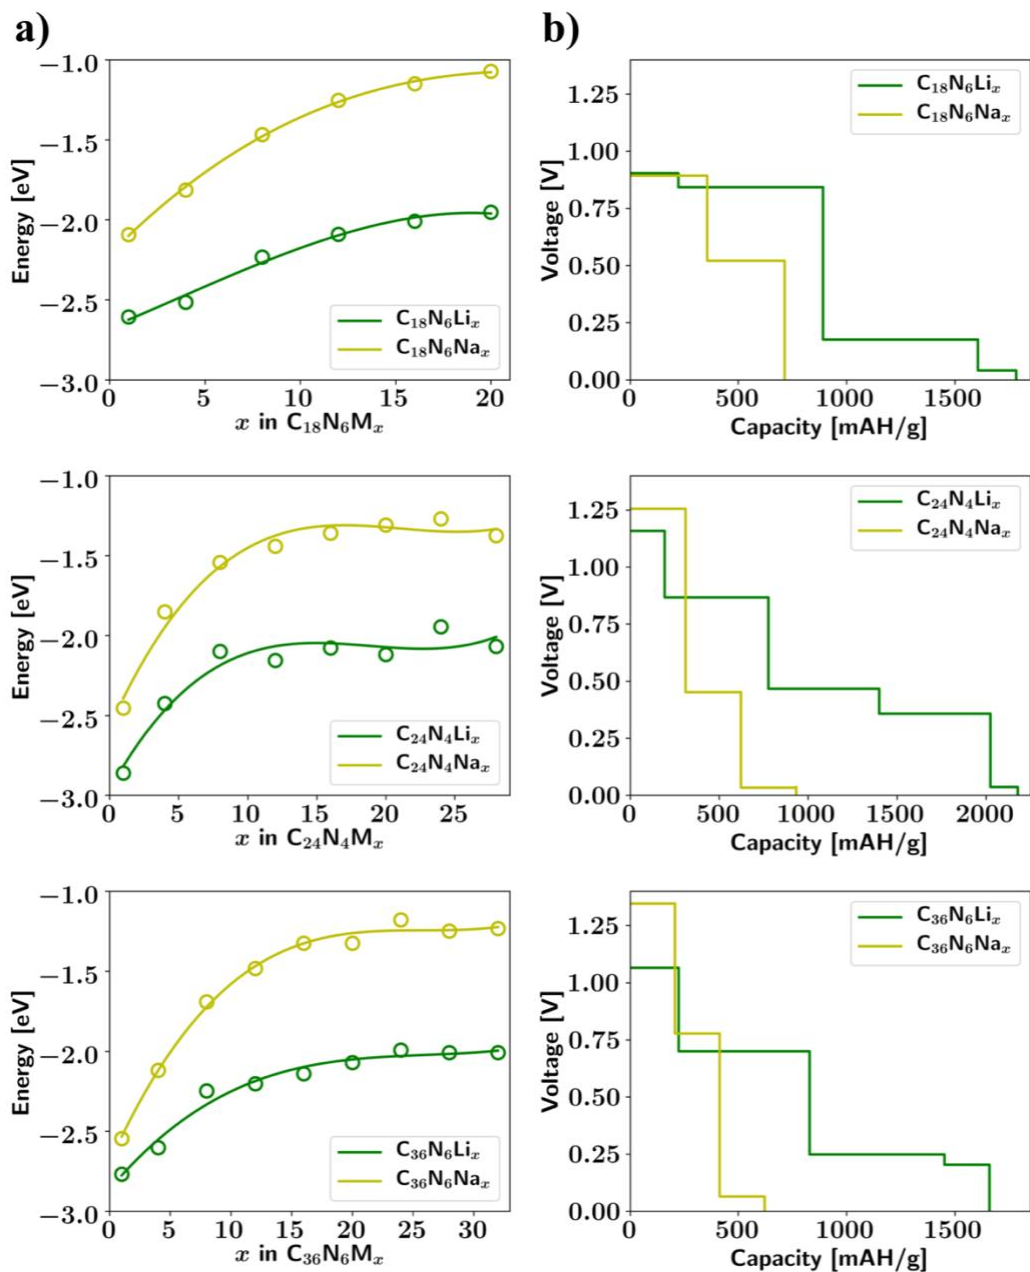 a)
b)
−1.0
−1.5
−2.0
−2.5
−3.0
Energy [eV]
C18N6Lix
C18N6Nax
0 5 10 15 20
x in C18N6Mx
1.25
1.00
0.75
0.50
0.25
0.00
Voltage [V]
C18N6Lix
C18N6Nax
0 500 1000 1500
Capacity [mAH/g]
−1.0
−1.5
−2.0
−2.5
−3.0
Energy [eV]
C24N4Lix
C24N4Nax
0 5 10 15 20 25
x in C24N4Mx
1.25
1.00
0.75
0.50
0.25
0.00
Voltage [V]
C24N4Lix
C24N4Nax
0 500 1000 1500 2000
Capacity [mAH/g]
−1.0
−1.5
−2.0
−2.5
−3.0
Energy [eV]
C36N6Lix
C36N6Nax
0 5 10 15 20 25 30
x in C36N6Mx
1.25
1.00
0.75
0.50
0.25
0.00
Voltage [V]
C36N6Lix
C36N6Nax
0 500 1000 1500
Capacity [mAH/g]